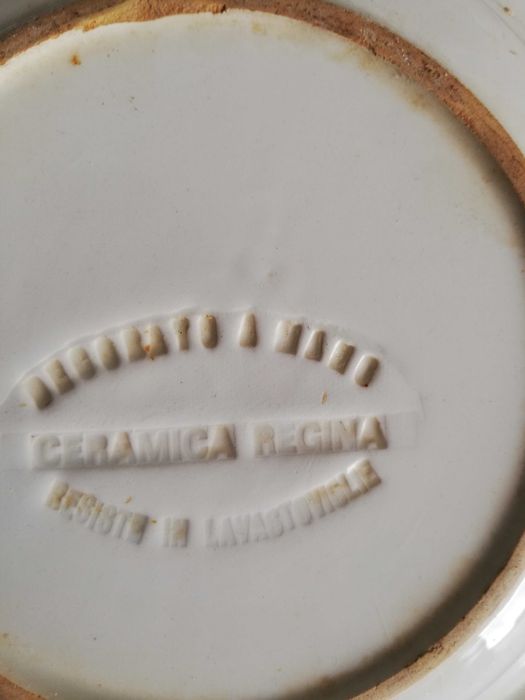 DECORATO A MANO
CERAMICA REGINA
RESISTE IN LAVASTOVIGLIE